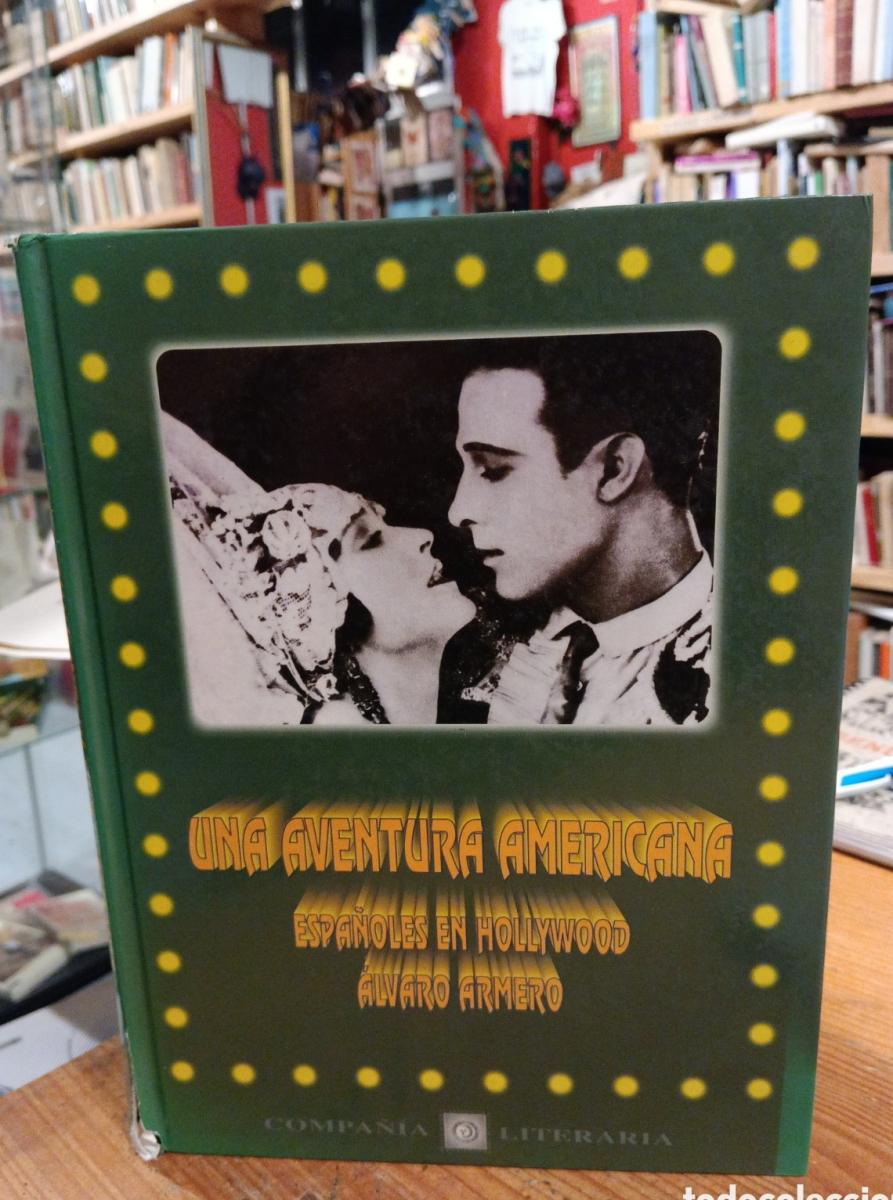 UNA AVENTURA AMERICANA
ESPAÑOLES EN HOLLYWOOD
ÁLVARO ARMERO
COMPAÑÍA LITERARIA